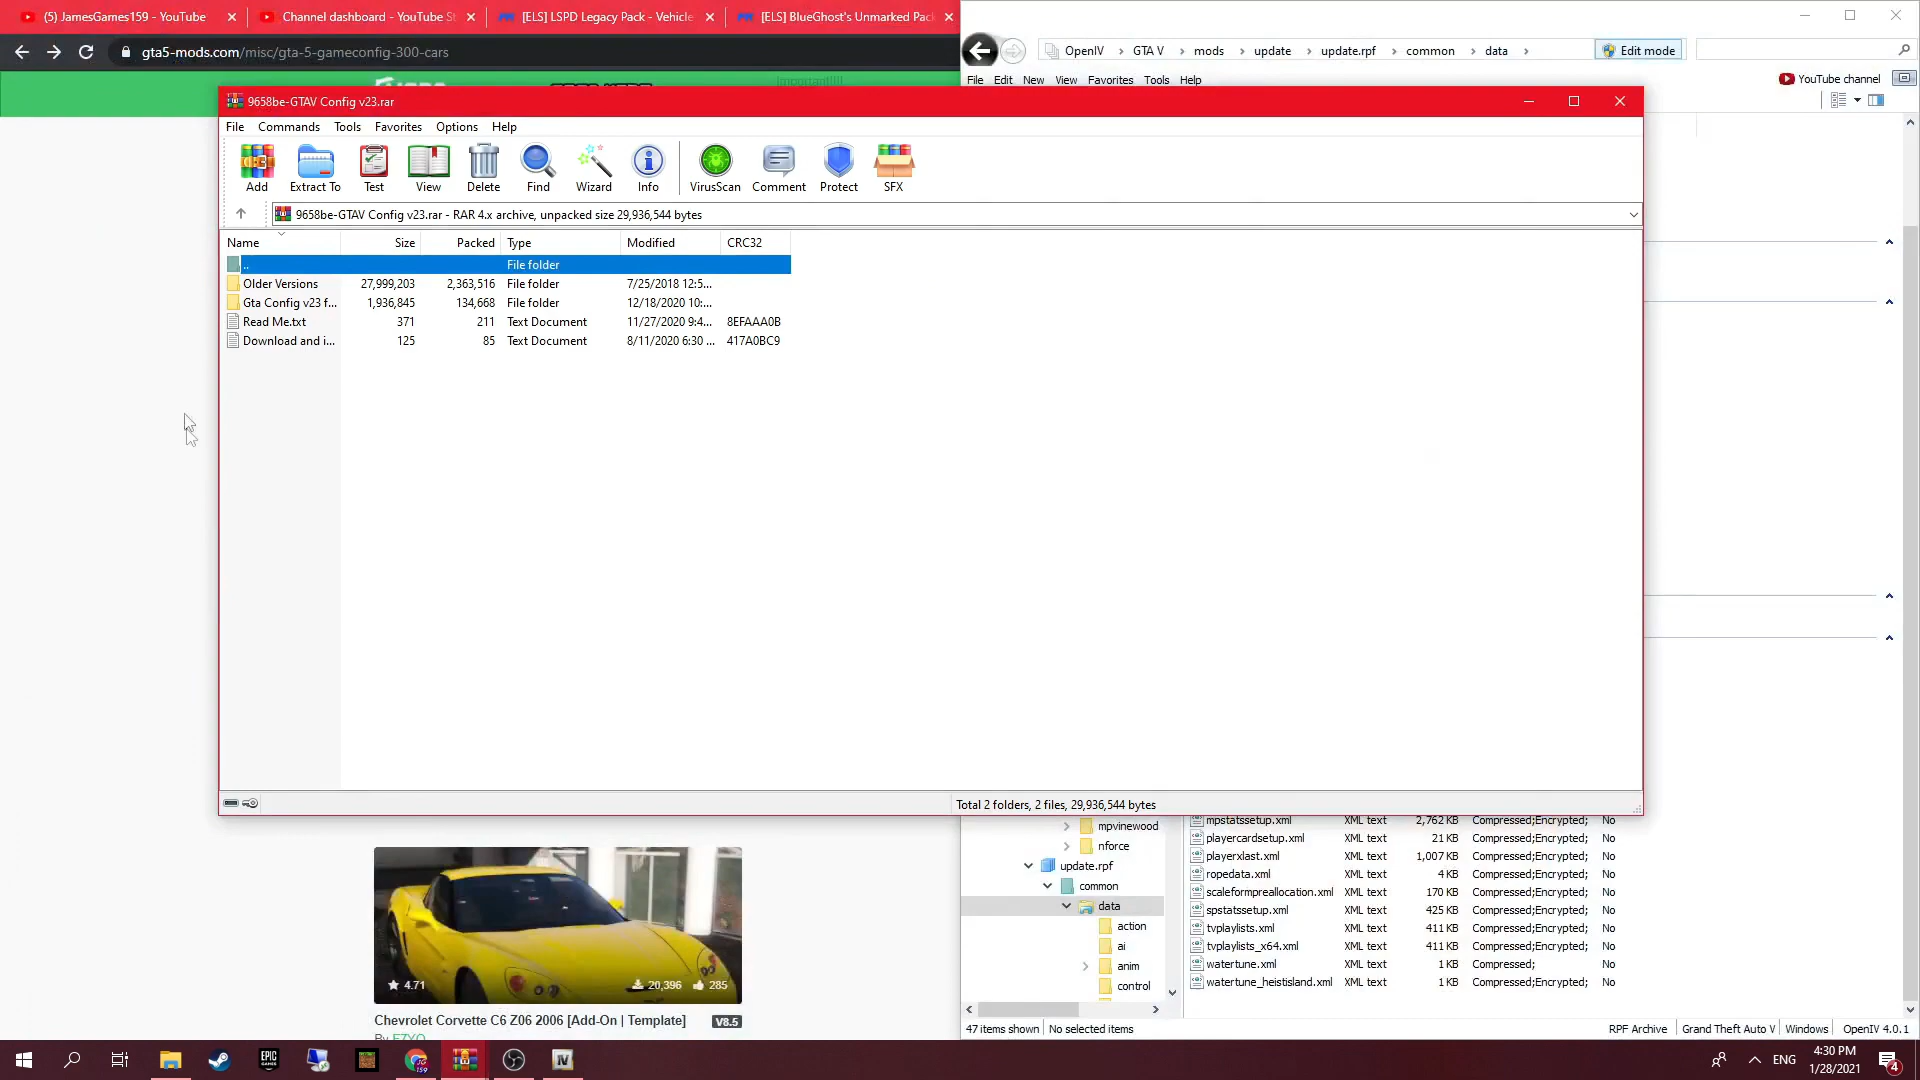 (5) JamesGames159 - YouTube
Channel dashboard - YouTube St
[ELS] LSPD Legacy Pack - Vehicle
[ELS] BlueGhost's Unmarked Pack
gta5-mods.com/misc/gta-5-gameconfig-300-cars
OpenIV GTA V mods update update.rpf common data
Edit mode
File Edit New View Favorites Tools Help
YouTube channel
9658be-GTAV Config v23.rar
File Commands Tools Favorites Options Help
Add Extract To Test View Delete Find Wizard Info VirusScan Comment Protect SFX
9658be-GTAV Config v23.rar - RAR 4.x archive, unpacked size 29,936,544 bytes
Name Size Packed Type Modified CRC32
.. File folder
Older Versions 27,999,203 2,363,516 File folder 7/25/2018 12:5...
Gta Config v23 f... 1,936,845 134,668 File folder 12/18/2020 10:...
Read Me.txt 371 211 Text Document 11/27/2020 9:4... 8EFAAA0B
Download and i... 125 85 Text Document 8/11/2020 6:30 ... 417A0BC9
Total 2 folders, 2 files, 29,936,544 bytes
mpvinewood
nforce
update.rpf
common
data
action
ai
anim
control
mpstatssetup.xml XML text 2,762 KB Compressed;Encrypted; No
playercardsetup.xml XML text 21 KB Compressed;Encrypted; No
playerxlast.xml XML text 1,007 KB Compressed;Encrypted; No
ropedata.xml XML text 4 KB Compressed;Encrypted; No
scaleformpreallocation.xml XML text 170 KB Compressed;Encrypted; No
spstatssetup.xml XML text 425 KB Compressed;Encrypted; No
tvplaylists.xml XML text 411 KB Compressed;Encrypted; No
tvplaylists_x64.xml XML text 411 KB Compressed;Encrypted; No
watertune.xml XML text 1 KB Compressed; No
watertune_heistisland.xml XML text 1 KB Compressed;Encrypted; No
4.71 20,396 285
Chevrolet Corvette C6 Z06 2006 [Add-On | Template] V8.5
By EZYO
47 items shown No selected items
RPF Archive Grand Theft Auto V Windows OpenIV 4.0.1
EPIC GAMES
159
IV
ENG
4:30 PM
1/28/2021
4